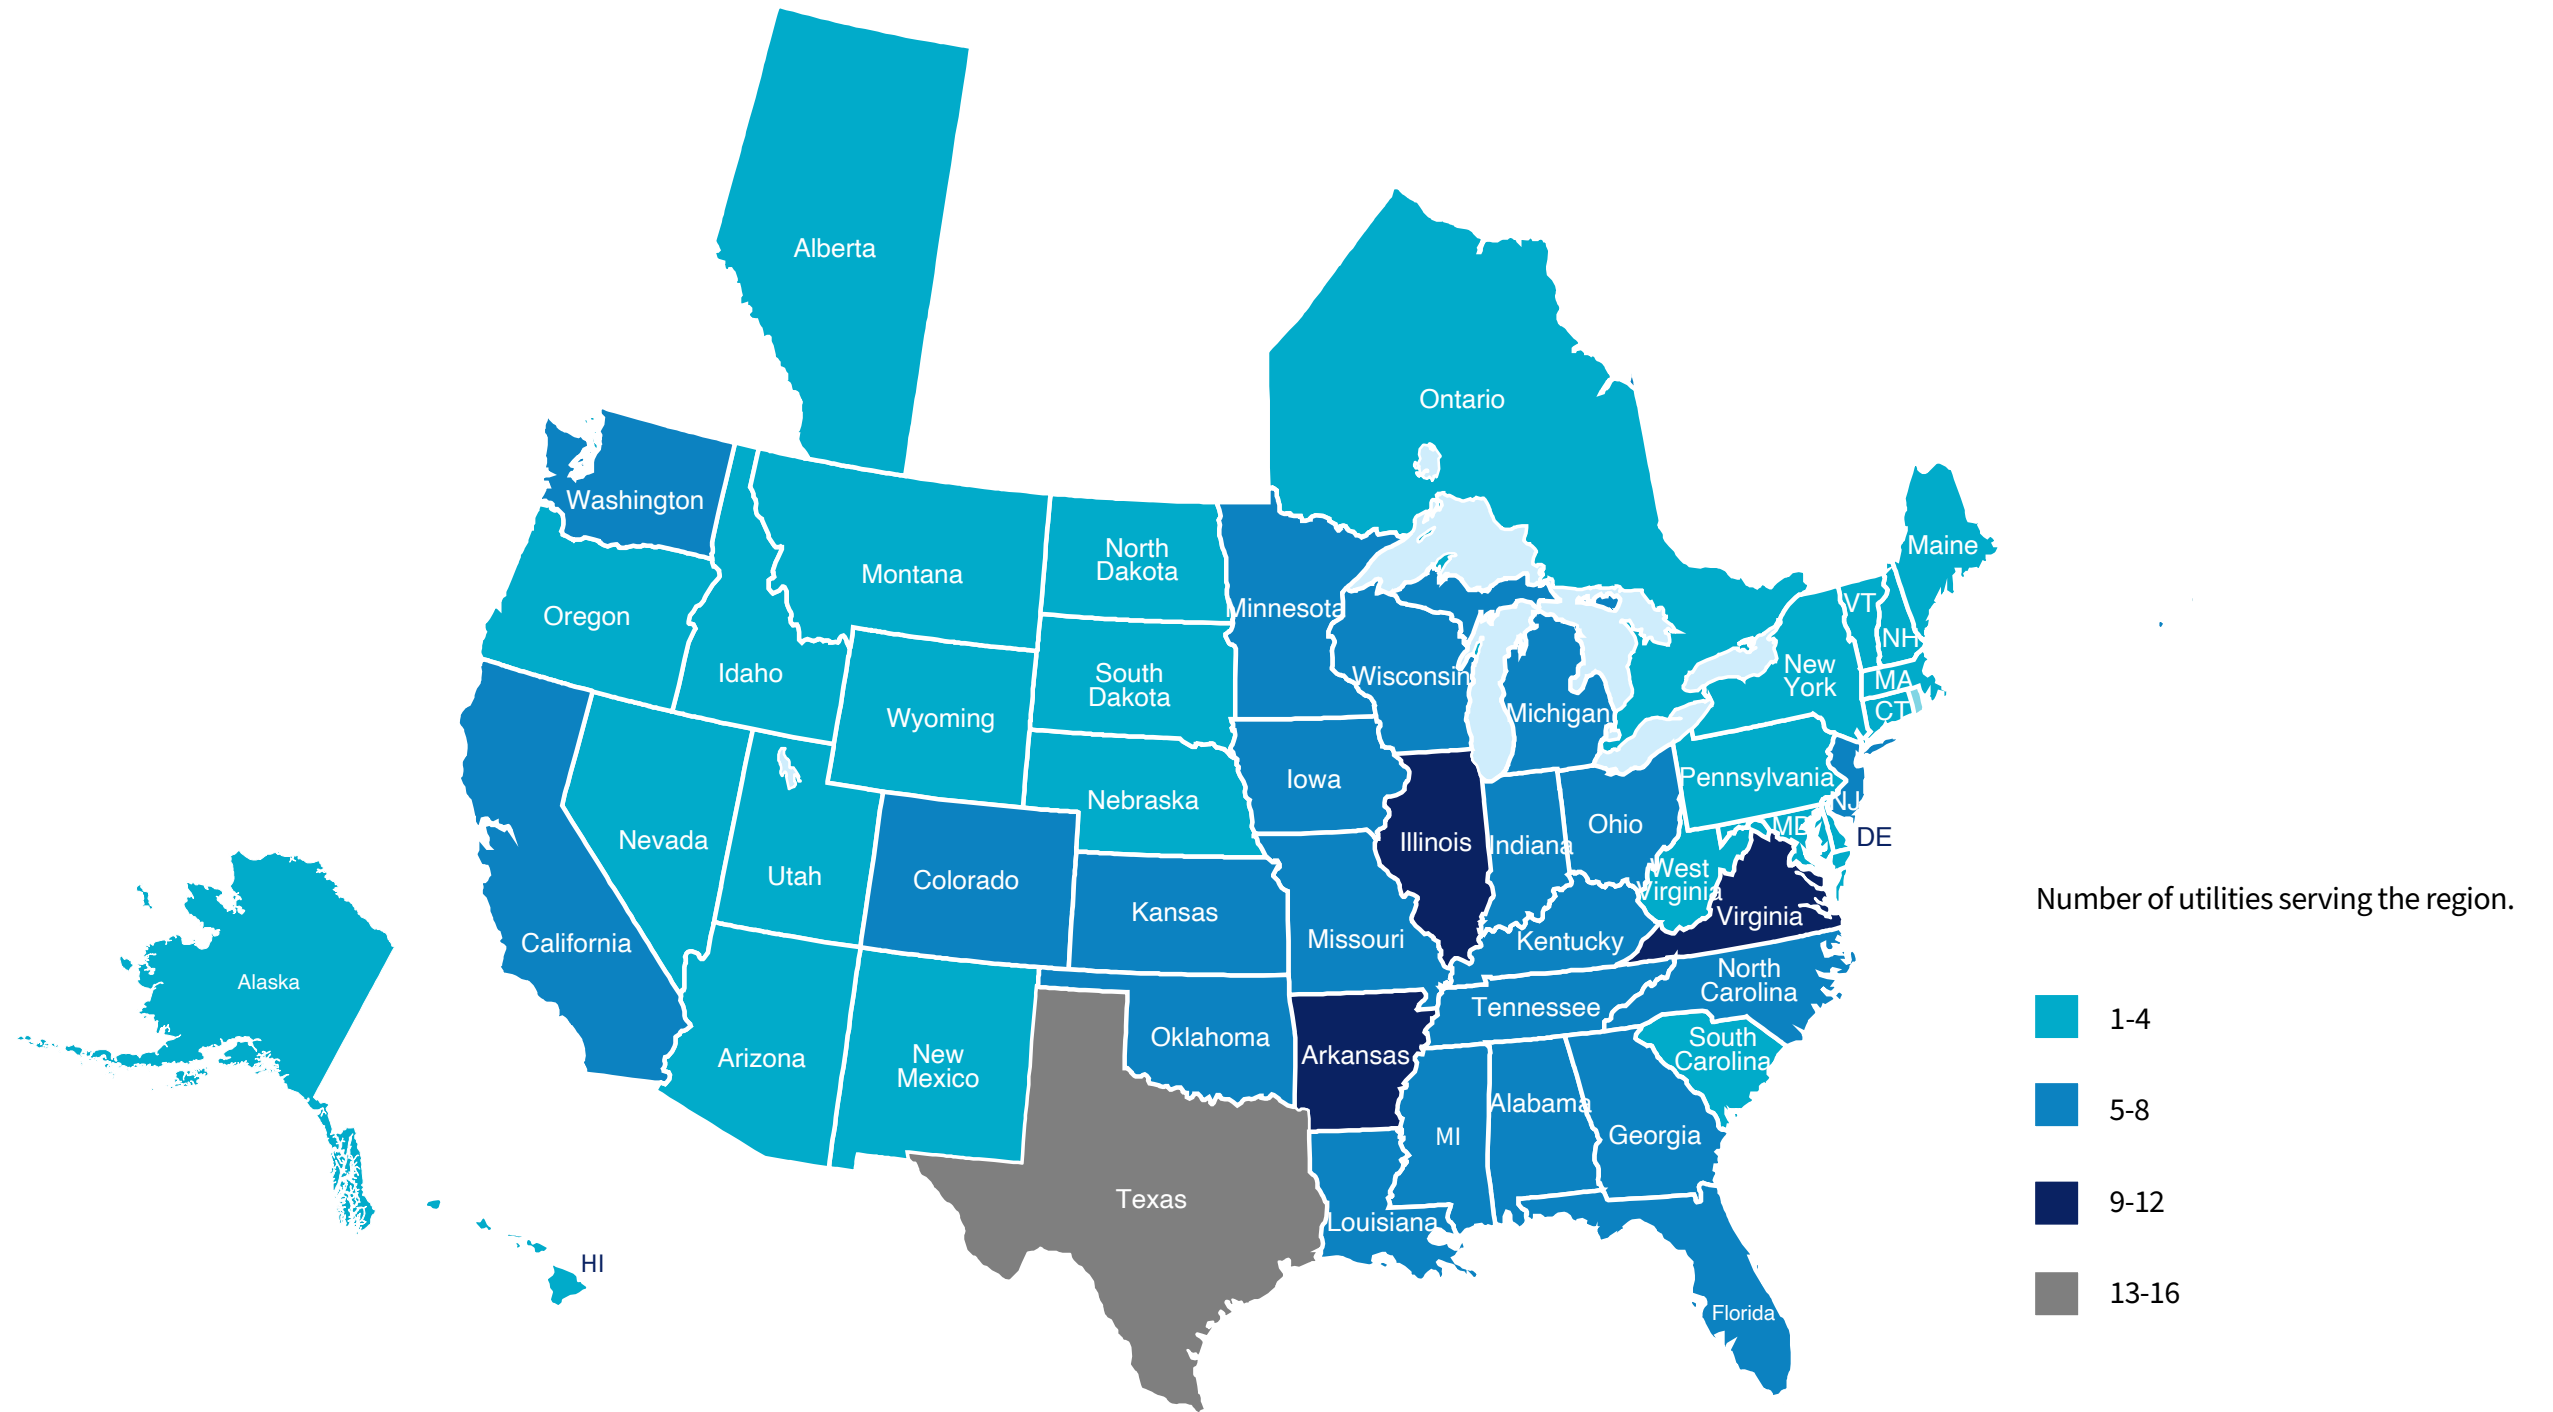 Alberta
Ontario
Washington
Maine
North
Dakota
Montana
Minnesota
VT
Oregon
NH
New
York
South
Dakota
Idaho
Wisconsin
MA
CT
Wyoming
Michigan
Pennsylvania
Iowa
Nebraska
NJ
Ohio
MD
DE
Nevada
Illinois
Indiana
Utah
Colorado
West
Virginia
Number of utilities serving the region.
Kansas
Virginia
California
Missouri
Kentucky
North
Carolina
Alaska
Tennessee
1-4
Oklahoma
South
Carolina
Arizona
New
Mexico
Arkansas
Alabama
5-8
MI
Georgia
Texas
9-12
Louisiana
HI
13-16
Florida